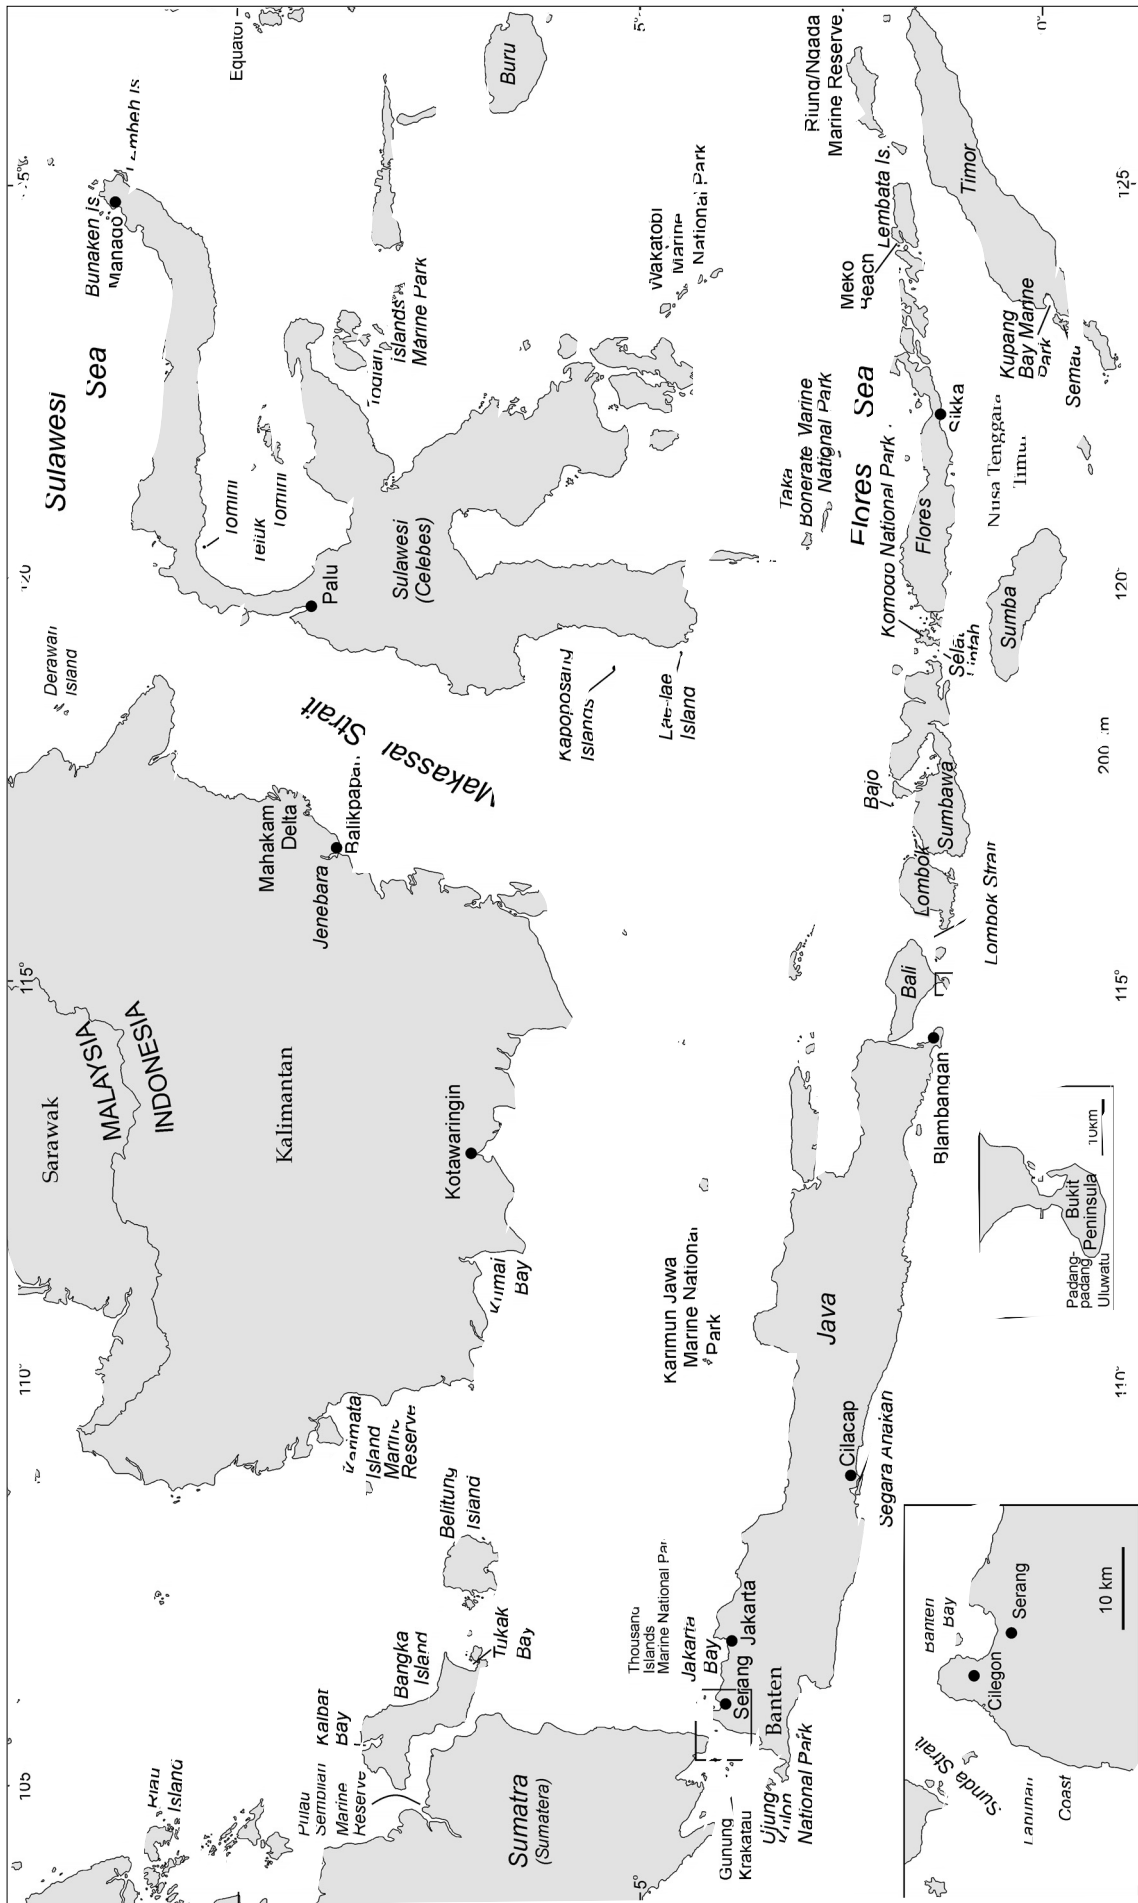 Equator
5°
125°
120°
115°
110°
105
5°
125°
120°
115°
110°
Sulawesi
Sea
Bunaken Is
Manado
Buru
Wakatobi
Marine
National Park
Islands
Marine Park
Tomini
Teluk
Tomini
Palu
Sulawesi
(Celebes)
Derawan
Island
Makassar
Strait
Kapoposang
Islands
Lae-lae
Island
Taka
Bonerate Marine
National Park
Flores Sea
Komodo National Park
Riung/Ngada
Marine Reserve
Lembata Is.
Meko
Beach
Timor
Kupang
Bay Marine
Park
Semau
Sikka
Flores
Nusa Tenggara
Timur
Sumba
Bajo
Sumbawa
Lombok
Lombok Strait
Bali
Blambangan
Mahakam
Delta
Balikpapan
Jenebara
MALAYSIA
INDONESIA
Sarawak
Kalimantan
Kotawaringin
Kumai
Bay
Karimata
Island
Marine
Reserve
Belitung
Island
Tukak
Bay
Bangka
Island
Kalbat
Bay
Riau
Island
Pulau
Sembilan
Marine
Reserve
Sumatra
(Sumatera)
Karimun Jawa
Marine National
Park
Java
Cilacap
Segara Anakan
Thousand
Islands
Marine National Par
Jakarta
Bay
Jakarta
Serang
Banten
Ujung
Kulon
National Park
Gunung
Krakatau
Bukit
Peninsula
Padang-
padang
Uluwatu
10km
Banten
Bay
Serang
Cilegon
Sunda Strait
Coast
10 km